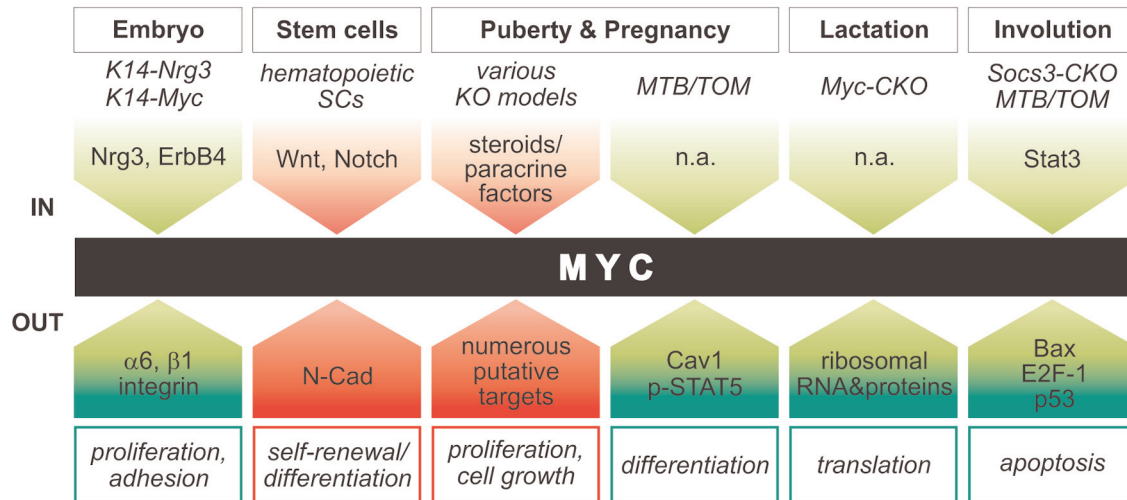 Embryo
Stem cells
Puberty & Pregnancy
Lactation
Involution
K14-Nrg3
K14-Myc
hematopoietic
SCs
various
KO models
MTB/TOM
Myc-CKO
Socs3-CKO
MTB/TOM
Nrg3, ErbB4
Wnt, Notch
steroids/
paracrine
factors
n.a.
n.a.
Stat3
IN
MYC
OUT
α6, β1
integrin
N-Cad
numerous
putative
targets
Cav1
p-STAT5
ribosomal
RNA&proteins
Bax
E2F-1
p53
proliferation,
adhesion
self-renewal/
differentiation
proliferation,
cell growth
differentiation
translation
apoptosis